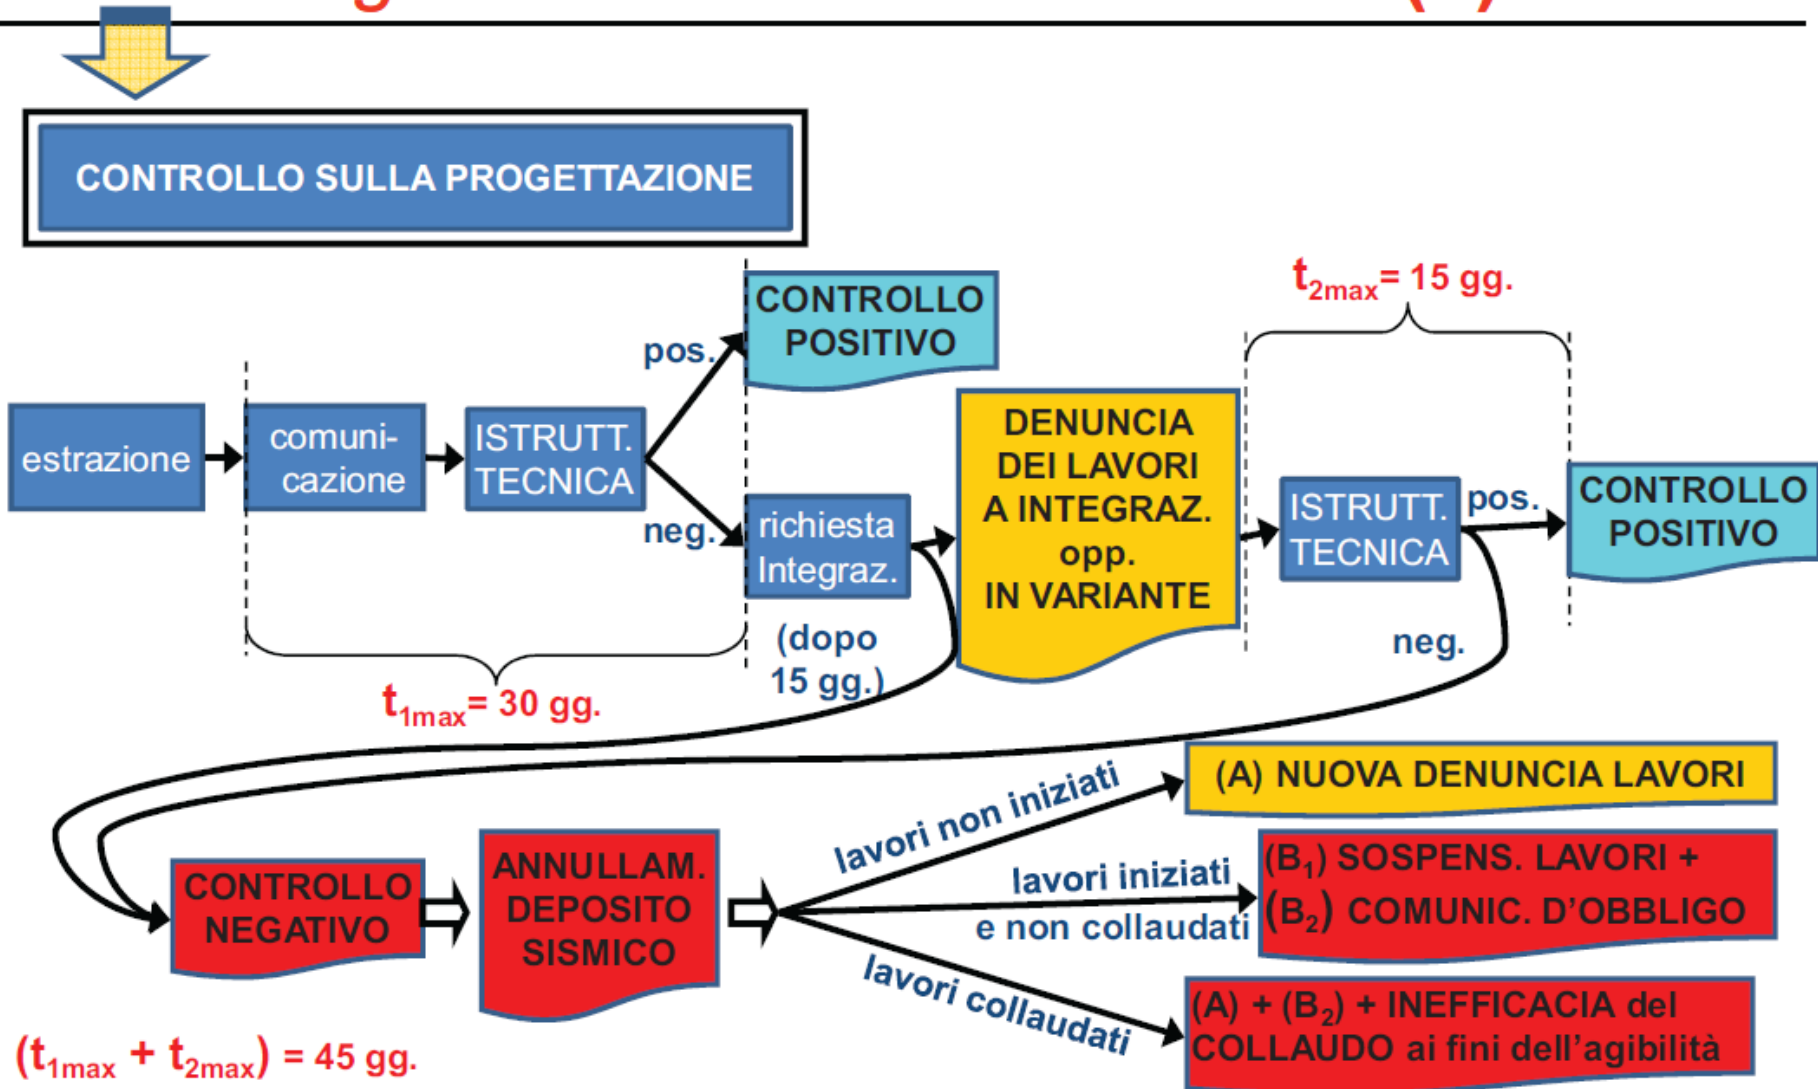 CONTROLLO SULLA PROGETTAZIONE
t2max= 15 gg.
CONTROLLO
POSITIVO
pos.
estrazione
comuni-
cazione
ISTRUTT.
TECNICA
neg.
richiesta
Integraz.
(dopo
15 gg.)
DENUNCIA
DEI LAVORI
A INTEGRAZ.
opp.
IN VARIANTE
ISTRUTT.
TECNICA
pos.
CONTROLLO
POSITIVO
neg.
t1max= 30 gg.
CONTROLLO
NEGATIVO
ANNULLAM.
DEPOSITO
SISMICO
lavori non iniziati
(A) NUOVA DENUNCIA LAVORI
lavori iniziati
e non collaudati
(B1) SOSPENS. LAVORI +
(B2) COMUNIC. D’OBBLIGO
lavori collaudati
(A) + (B2) + INEFFICACIA del
COLLAUDO ai fini dell’agibilità
(t1max + t2max) = 45 gg.